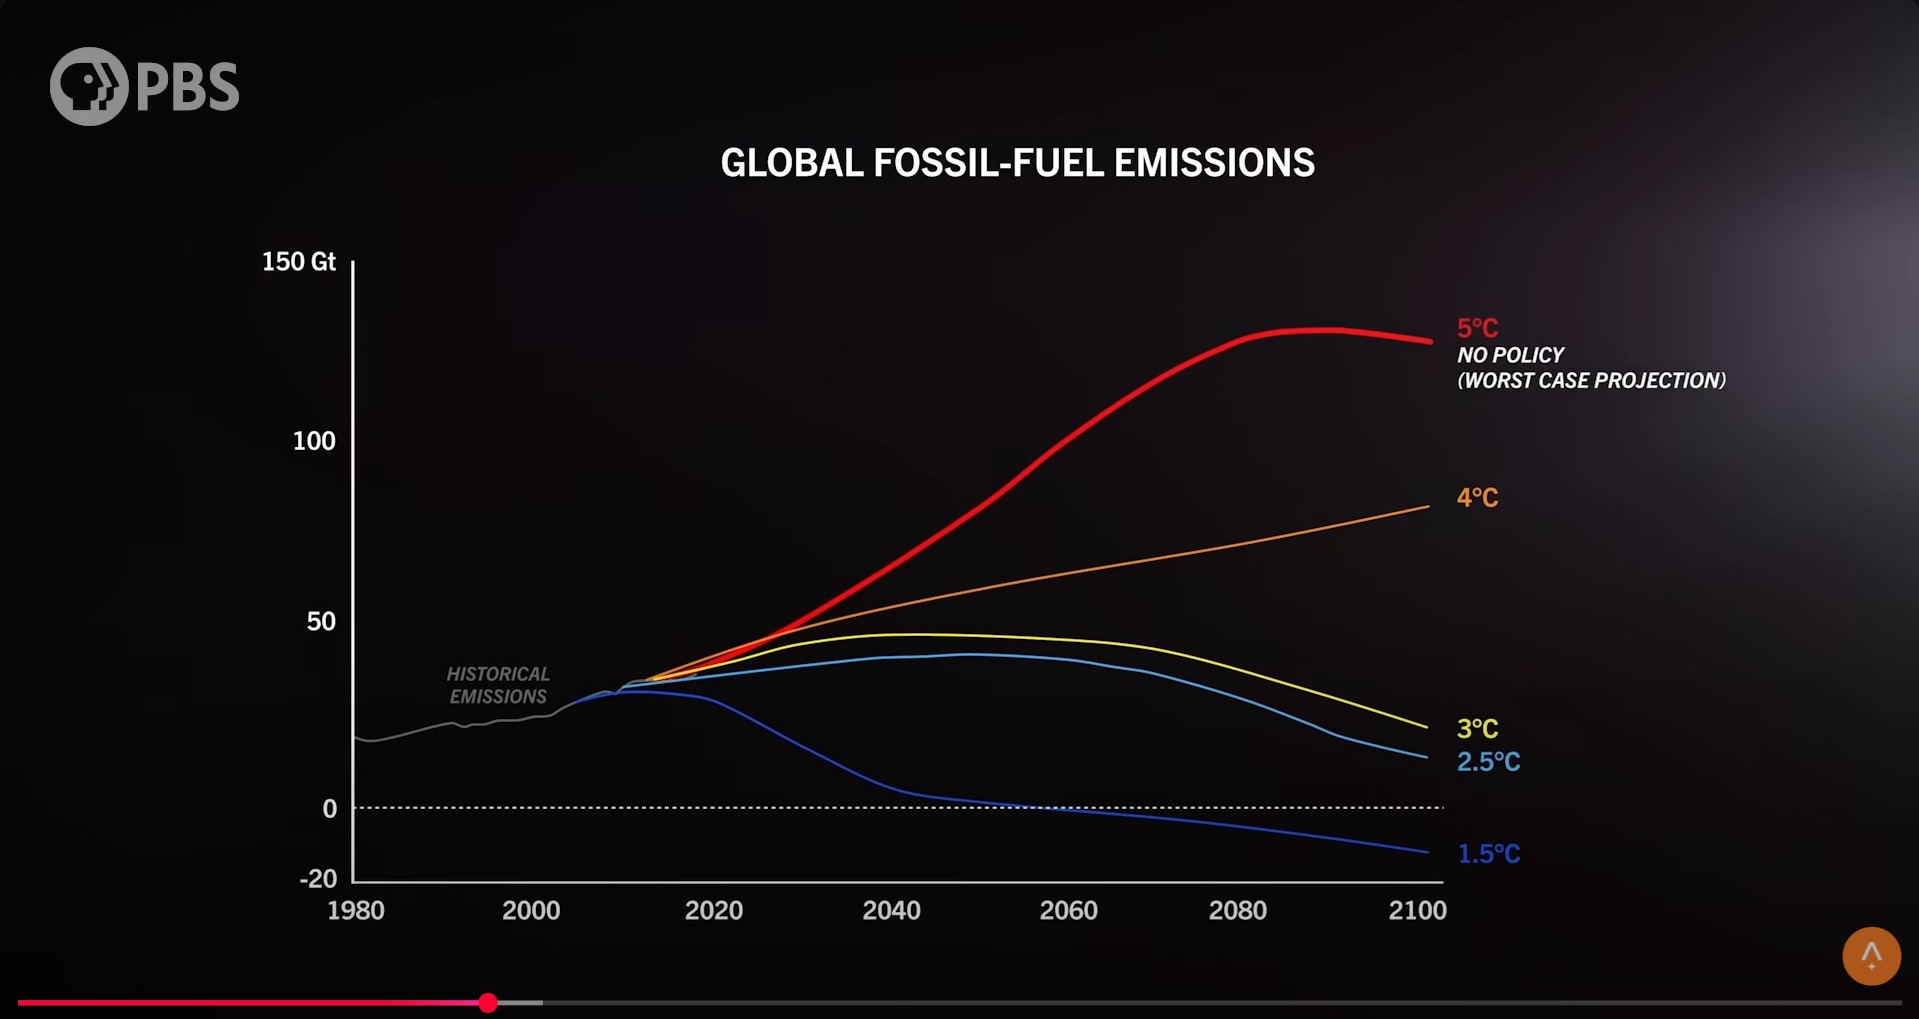 PBS
GLOBAL FOSSIL-FUEL EMISSIONS
150 Gt
100
50
0
-20
HISTORICAL
EMISSIONS
5°C
NO POLICY
(WORST CASE PROJECTION)
4°C
3°C
2.5°C
1.5°C
1980 2000 2020 2040 2060 2080 2100